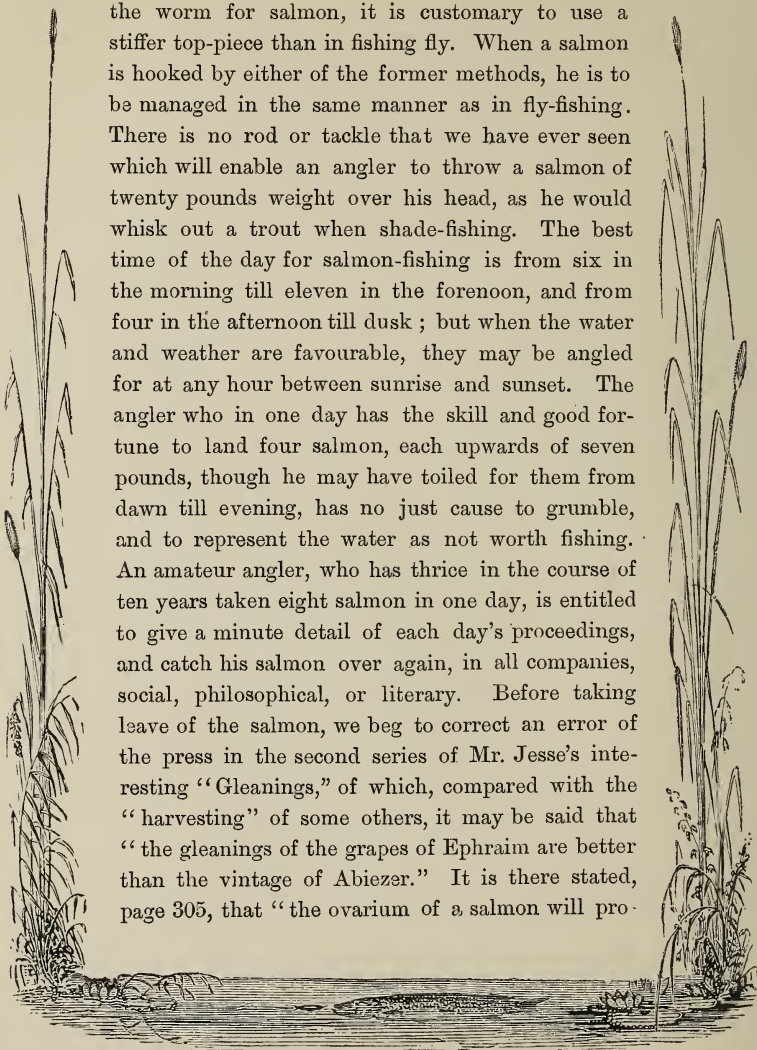 the worm for salmon, it is customary to use a
stiffer top-piece than in fishing fly. When a salmon
is hooked by either of the former methods, he is to
be managed in the same manner as in fly-fishing.
There is no rod or tackle that we have ever seen
which will enable an angler to throw a salmon of
twenty pounds weight over his head, as he would
whisk out a trout when shade-fishing. The best
time of the day for salmon-fishing is from six in
the morning till eleven in the forenoon, and from
four in the afternoon till dusk ; but when the water
and weather are favourable, they may be angled
for at any hour between sunrise and sunset. The
angler who in one day has the skill and good for-
tune to land four salmon, each upwards of seven
pounds, though he may have toiled for them from
dawn till evening, has no just cause to grumble,
and to represent the water as not worth fishing.
An amateur angler, who has thrice in the course of
ten years taken eight salmon in one day, is entitled
to give a minute detail of each day's proceedings,
and catch his salmon over again, in all companies,
social, philosophical, or literary. Before taking
leave of the salmon, we beg to correct an error of
the press in the second series of Mr. Jesse's inte-
resting "Gleanings," of which, compared with the
"harvesting" of some others, it may be said that
"the gleanings of the grapes of Ephraim are better
than the vintage of Abiezer." It is there stated,
page 305, that "the ovarium of a salmon will pro-